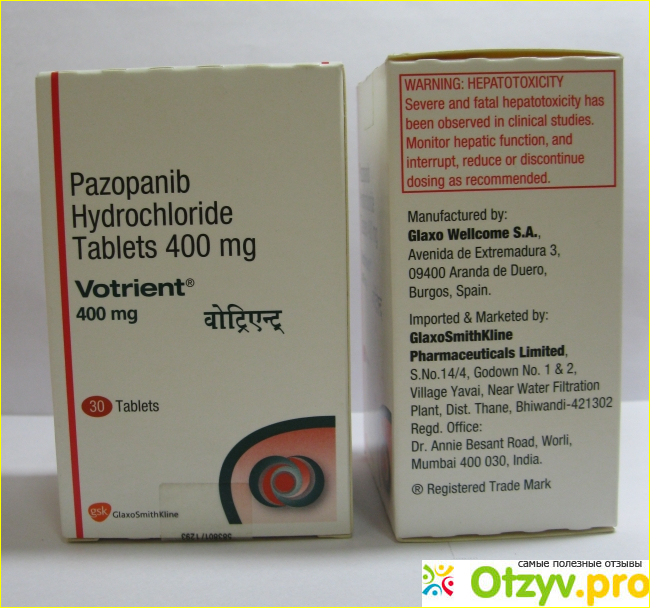 Pazopanib
Hydrochloride
Tablets 400 mg
Votrient®
400 mg
वोट्रिएन्ट्
30 Tablets
gsk GlaxoSmithKline
WARNING: HEPATOTOXICITY
Severe and fatal hepatotoxicity has
been observed in clinical studies.
Monitor hepatic function, and
interrupt, reduce or discontinue
dosing as recommended.
Manufactured by:
Glaxo Wellcome S.A.,
Avenida de Extremadura 3,
09400 Aranda de Duero,
Burgos, Spain.
Imported & Marketed by:
GlaxoSmithKline
Pharmaceuticals Limited,
S.No.14/4, Godown No. 1 & 2,
Village Yavai, Near Water Filtration
Plant, Dist. Thane, Bhiwandi-421302
Regd. Office:
Dr. Annie Besant Road, Worli,
Mumbai 400 030, India.
® Registered Trade Mark
самые полезные отзывы
Otzyv.pro